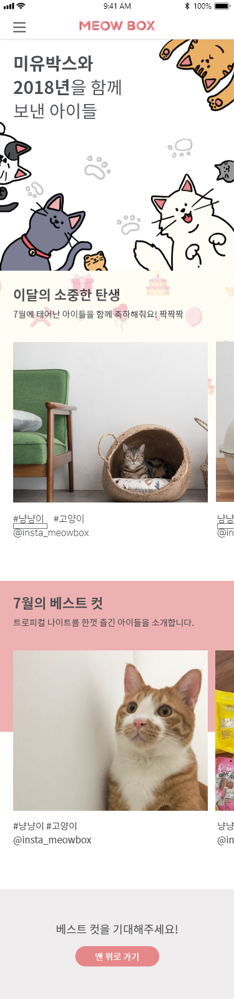 9:41 AM 100%
MEOW BOX
미유박스와
2018년을 함께
보낸 아이들
이달의 소중한 탄생
7월에 태어난 아이들을 함께 축하해줘요! 짝짝짝
#냥냥이 #고양이
@insta_meowbox
냥냥
@in
7월의 베스트 컷
트로피컬 나이트를 한껏 즐긴 아이들을 소개합니다.
#냥냥이 #고양이
@insta_meowbox
냥냥
@in
베스트 컷을 기대해주세요!
맨 위로 가기